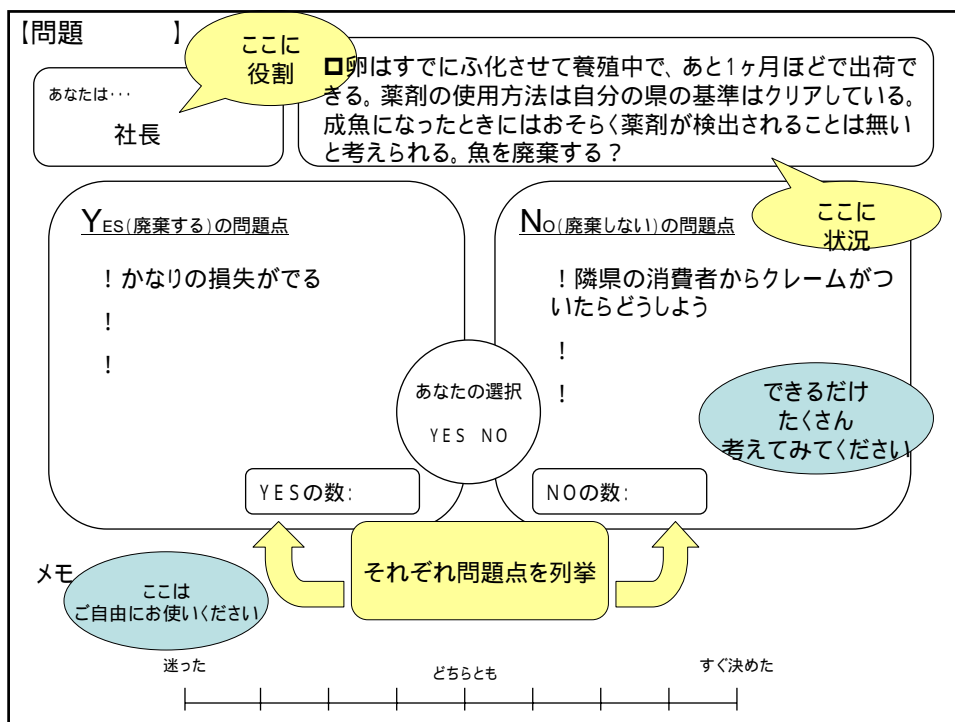 【問題　　　　】
ここに
役割
あなたは･･･
社長
□卵はすでにふ化させて養殖中で、あと1ヶ月ほどで出荷で
きる。薬剤の使用方法は自分の県の基準はクリアしている。
成魚になったときにはおそらく薬剤が検出されることは無い
と考えられる。魚を廃棄する？
ここに
状況
YES(廃棄する)の問題点
！かなりの損失がでる
！
！
NO(廃棄しない)の問題点
！隣県の消費者からクレームがつ
いたらどうしよう
！
！
あなたの選択
YES NO
できるだけ
たくさん
考えてみてください
YESの数：
NOの数：
それぞれ問題点を列挙
メモ
ここは
ご自由にお使いください
迷った
どちらとも
すぐ決めた